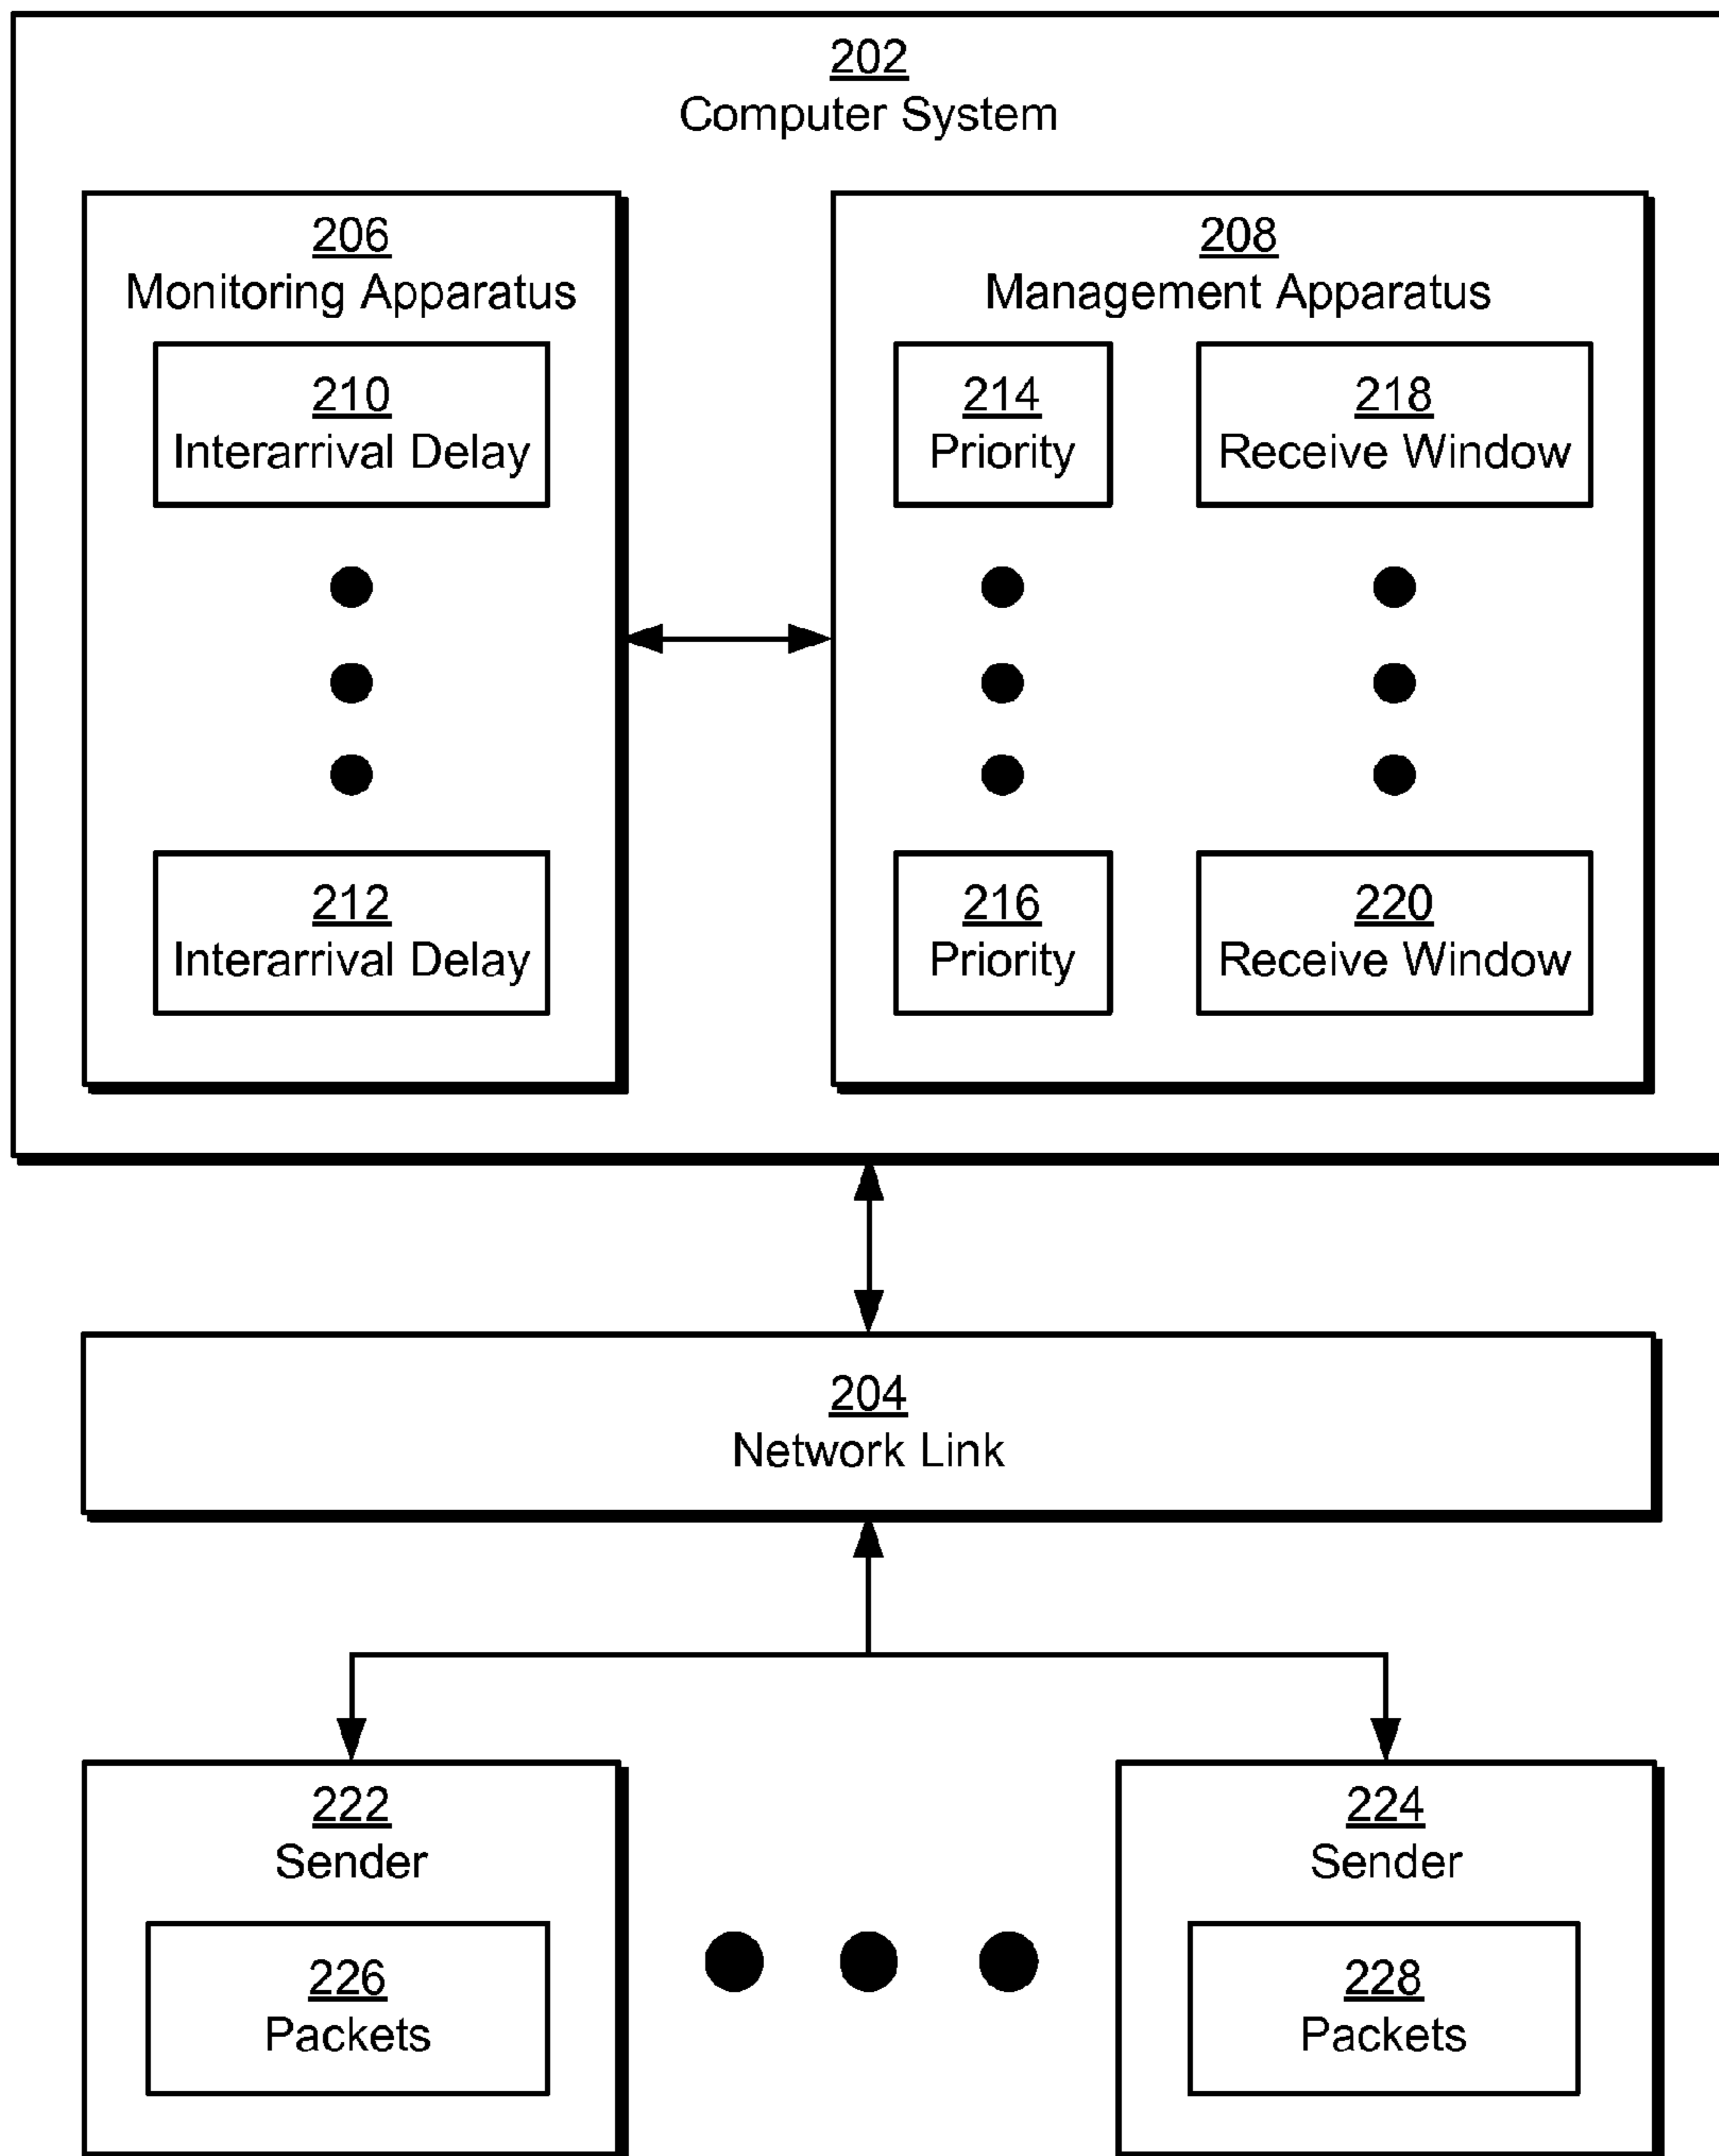 202
Computer System
206
Monitoring Apparatus
210
Interarrival Delay
212
Interarrival Delay
208
Management Apparatus
214
Priority
218
Receive Window
216
Priority
220
Receive Window
204
Network Link
222
Sender
226
Packets
224
Sender
228
Packets